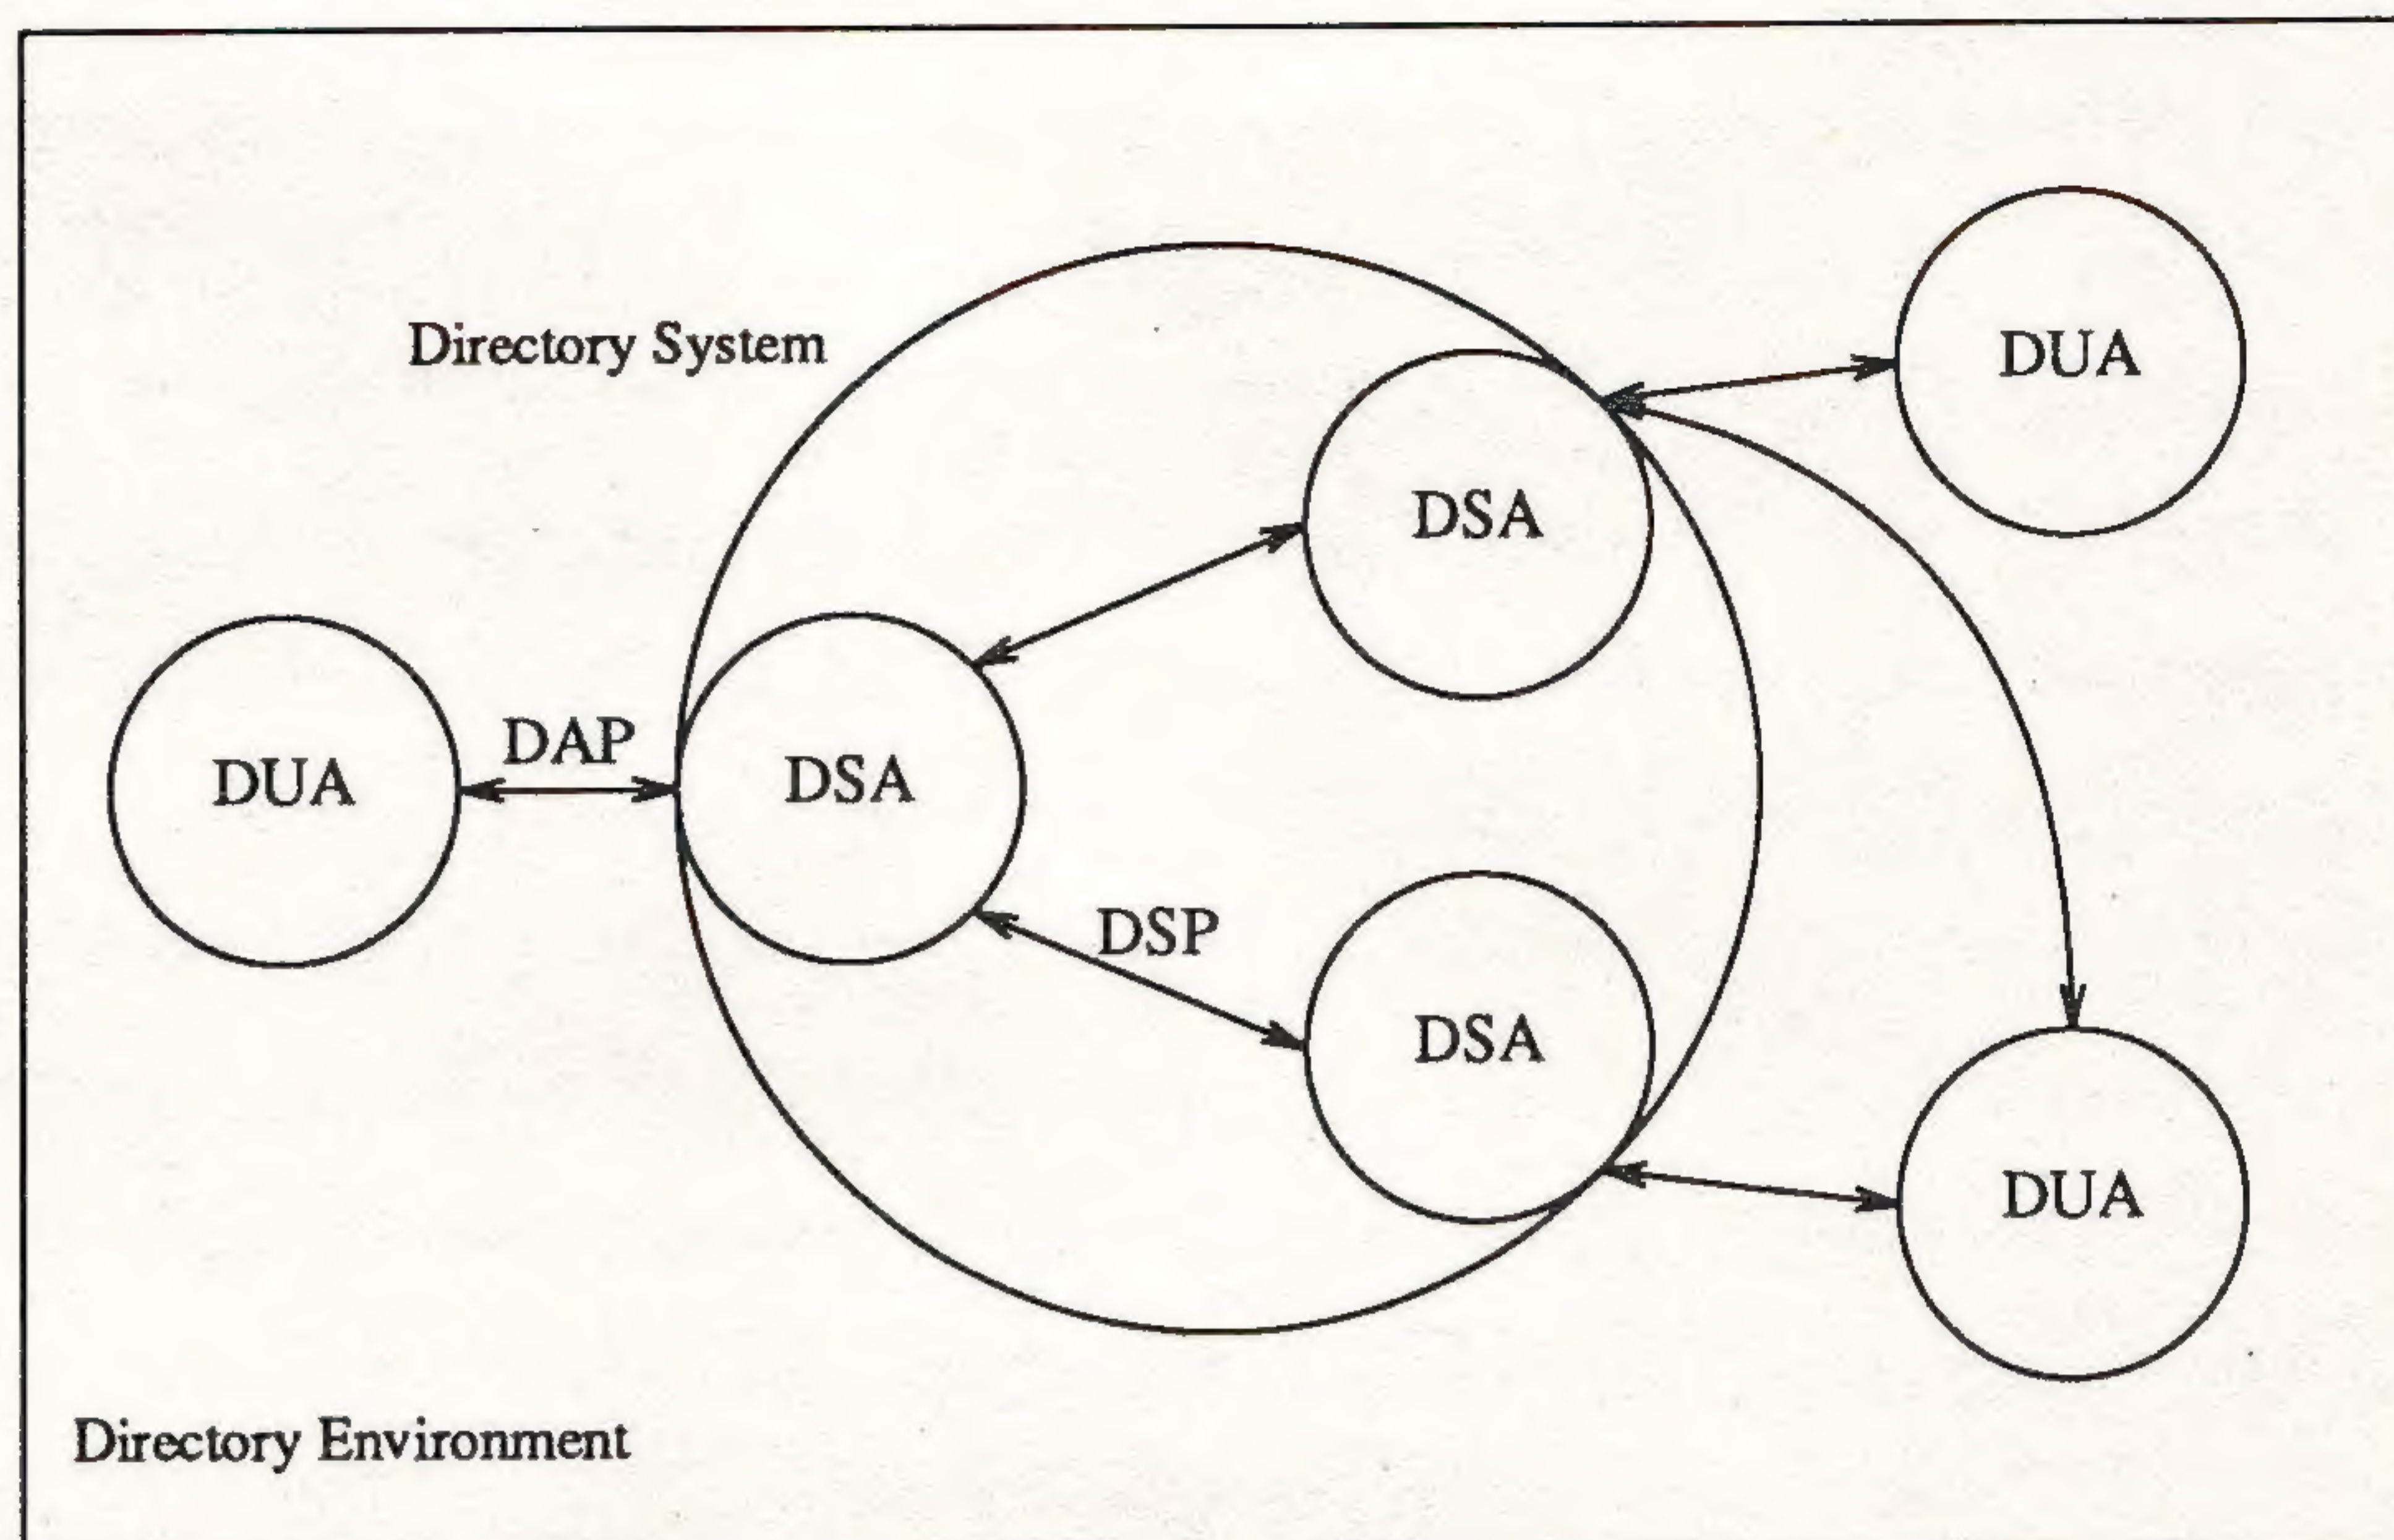 Directory System
DUA
DSA
DUA
DAP
DSA
DSP
DSA
DUA
Directory Environment